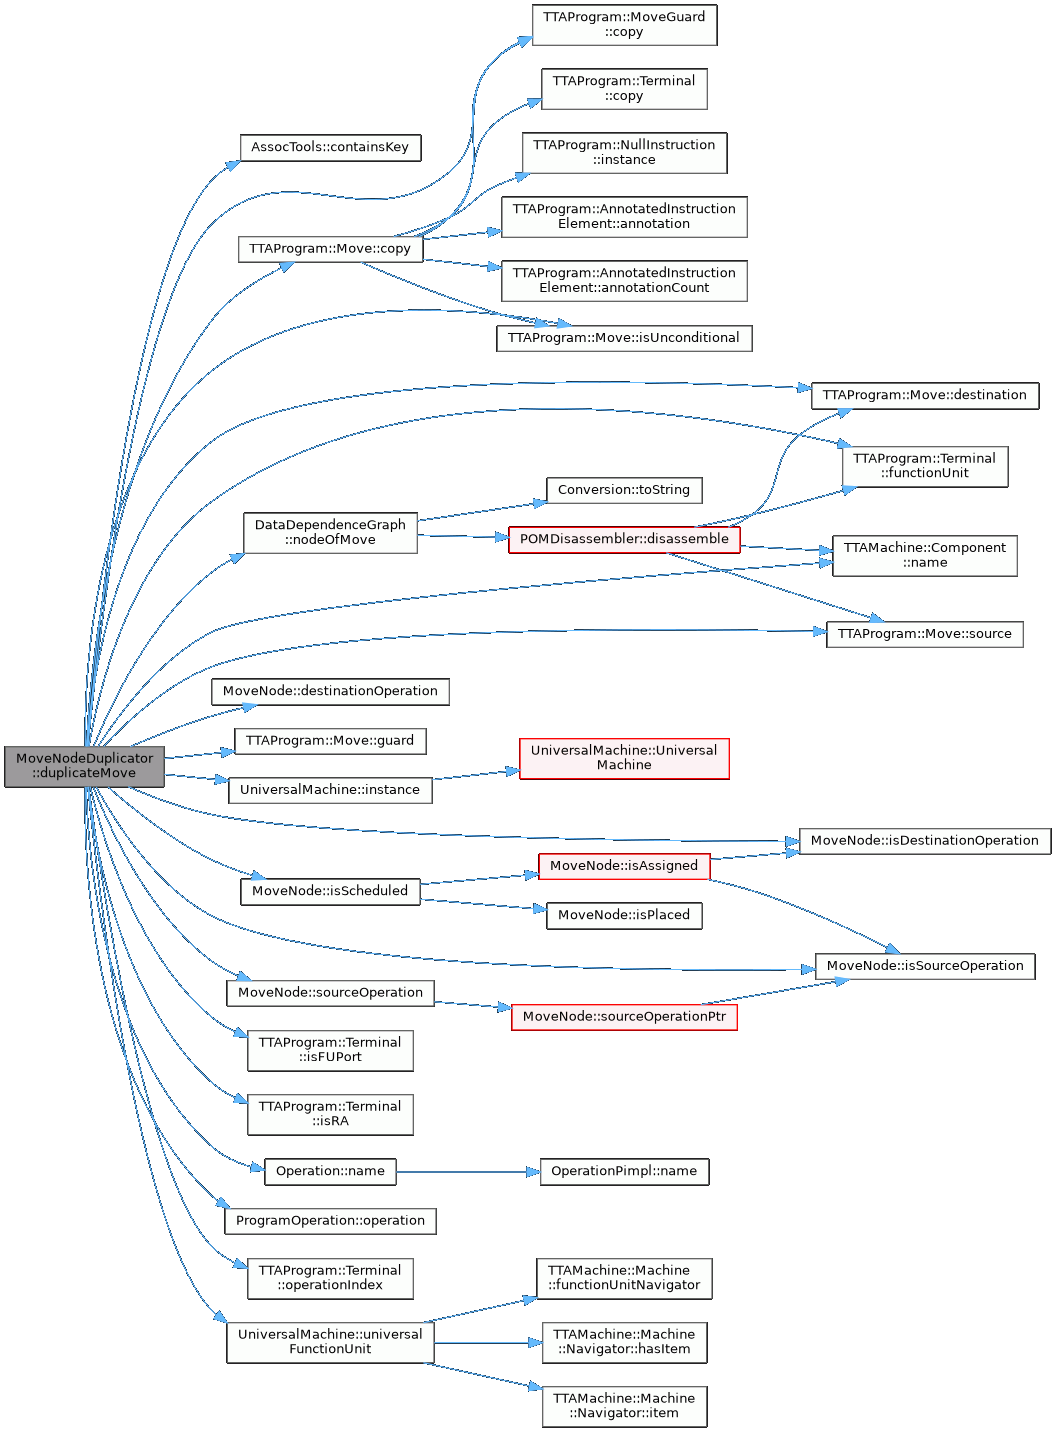 TTAProgram::MoveGuard
::copy
TTAProgram::Terminal
::copy
AssocTools::containsKey
TTAProgram::NullInstruction
::instance
TTAProgram::AnnotatedInstruction
Element::annotation
TTAProgram::Move::copy
TTAProgram::AnnotatedInstruction
Element::annotationCount
TTAProgram::Move::isUnconditional
TTAProgram::Move::destination
TTAProgram::Terminal
::functionUnit
Conversion::toString
DataDependenceGraph
::nodeOfMove
POMDisassembler::disassemble
TTAMachine::Component
::name
TTAProgram::Move::source
MoveNode::destinationOperation
TTAProgram::Move::guard
MoveNodeDuplicator
::duplicateMove
UniversalMachine::Universal
Machine
UniversalMachine::instance
MoveNode::isDestinationOperation
MoveNode::isAssigned
MoveNode::isScheduled
MoveNode::isPlaced
MoveNode::isSourceOperation
MoveNode::sourceOperation
MoveNode::sourceOperationPtr
TTAProgram::Terminal
::isFUPort
TTAProgram::Terminal
::isRA
Operation::name
OperationPimpl::name
ProgramOperation::operation
TTAProgram::Terminal
::operationIndex
TTAMachine::Machine
::functionUnitNavigator
UniversalMachine::universal
FunctionUnit
TTAMachine::Machine
::Navigator::hasItem
TTAMachine::Machine
::Navigator::item